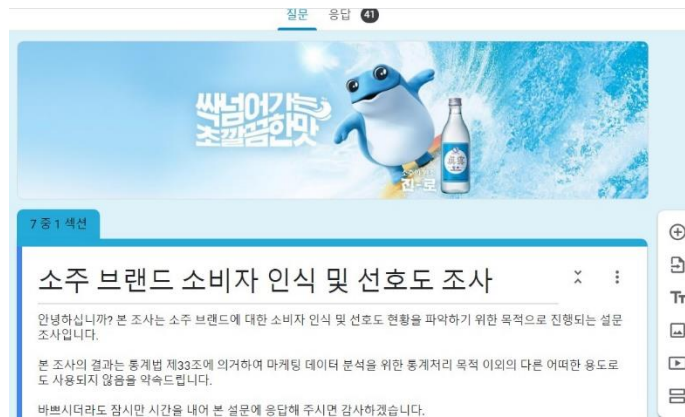 질문 응답 41
싹넘어가는
초깔끔한맛
진로
7 중 1 섹션
소주 브랜드 소비자 인식 및 선호도 조사
안녕하십니까? 본 조사는 소주 브랜드에 대한 소비자 인식 및 선호도 현황을 파악하기 위한 목적으로 진행되는 설문
조사입니다.
본 조사의 결과는 통계법 제33조에 의거하여 마케팅 데이터 분석을 위한 통계처리 목적 이외의 다른 어떠한 용도로
도 사용되지 않음을 약속드립니다.
바쁘시더라도 잠시만 시간을 내어 본 설문에 응답해 주시면 감사하겠습니다.
Tт